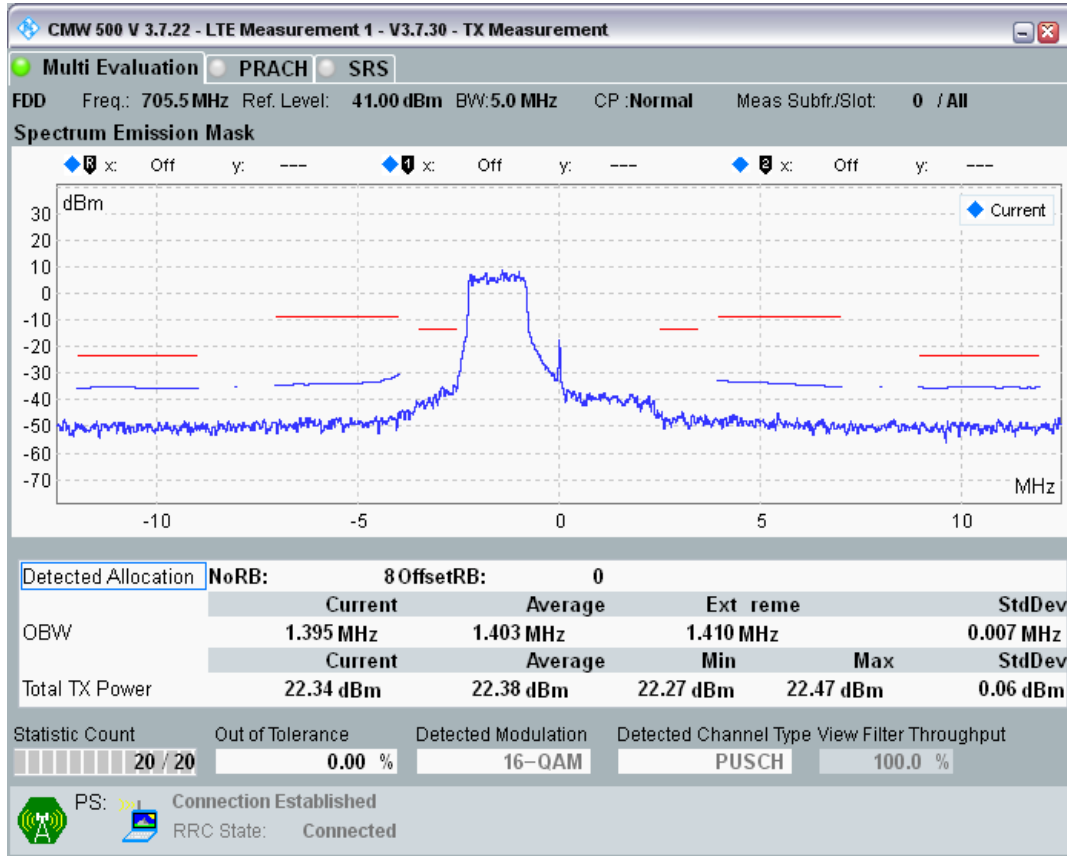 CMW 500 V 3.7.22 - LTE Measurement 1 - V3.7.30 - TX Measurement
Multi Evaluation PRACH SRS
FDD Freq.: 705.5 MHz Ref. Level: 41.00 dBm BW: 5.0 MHz CP : Normal Meas Subfr./Slot: 0 / All
Spectrum Emission Mask
R x: Off y: --- 1 x: Off y: --- 2 x: Off y: ---
dBm
Current
30
20
10
0
-10
-20
-30
-40
-50
-60
-70
MHz
-10 -5 0 5 10
Detected Allocation NoRB: 8 OffsetRB: 0
Current Average Ext reme StdDev
OBW 1.395 MHz 1.403 MHz 1.410 MHz 0.007 MHz
Current Average Min Max StdDev
Total TX Power 22.34 dBm 22.38 dBm 22.27 dBm 22.47 dBm 0.06 dBm
Statistic Count Out of Tolerance Detected Modulation Detected Channel Type View Filter Throughput
20 / 20 0.00 % 16-QAM PUSCH 100.0 %
PS: Connection Established
RRC State: Connected